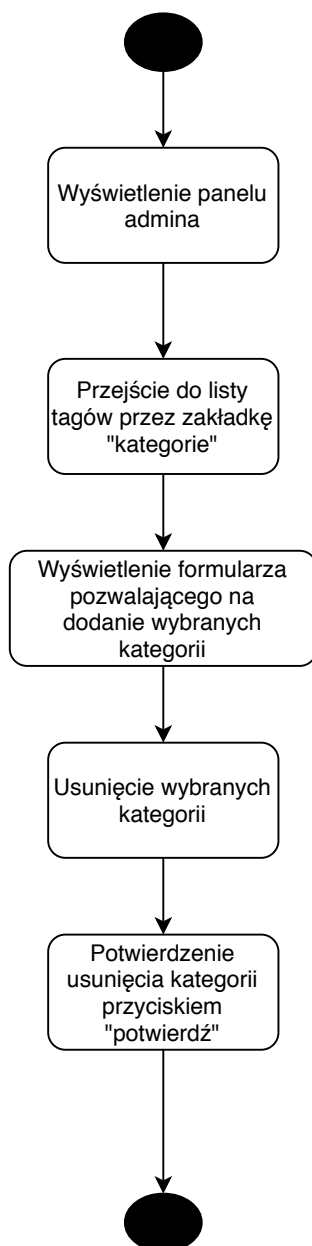 Wyświetlenie panelu
admina
Przejście do listy
tagów przez zakładkę
"kategorie"
Wyświetlenie formularza
pozwalającego na
dodanie wybranych
kategorii
Usunięcie wybranych
kategorii
Potwierdzenie
usunięcia kategorii
przyciskiem
"potwierdź"